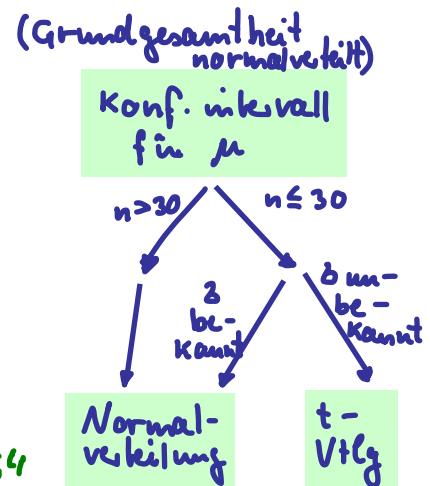 (Grundgesamtheit
normalverteilt)
Konf.intervall
für μ
n>30
n≤30
σ
be-
kannt
σ un-
be-
kannt
Normal-
verteilung
t-
Vtlg